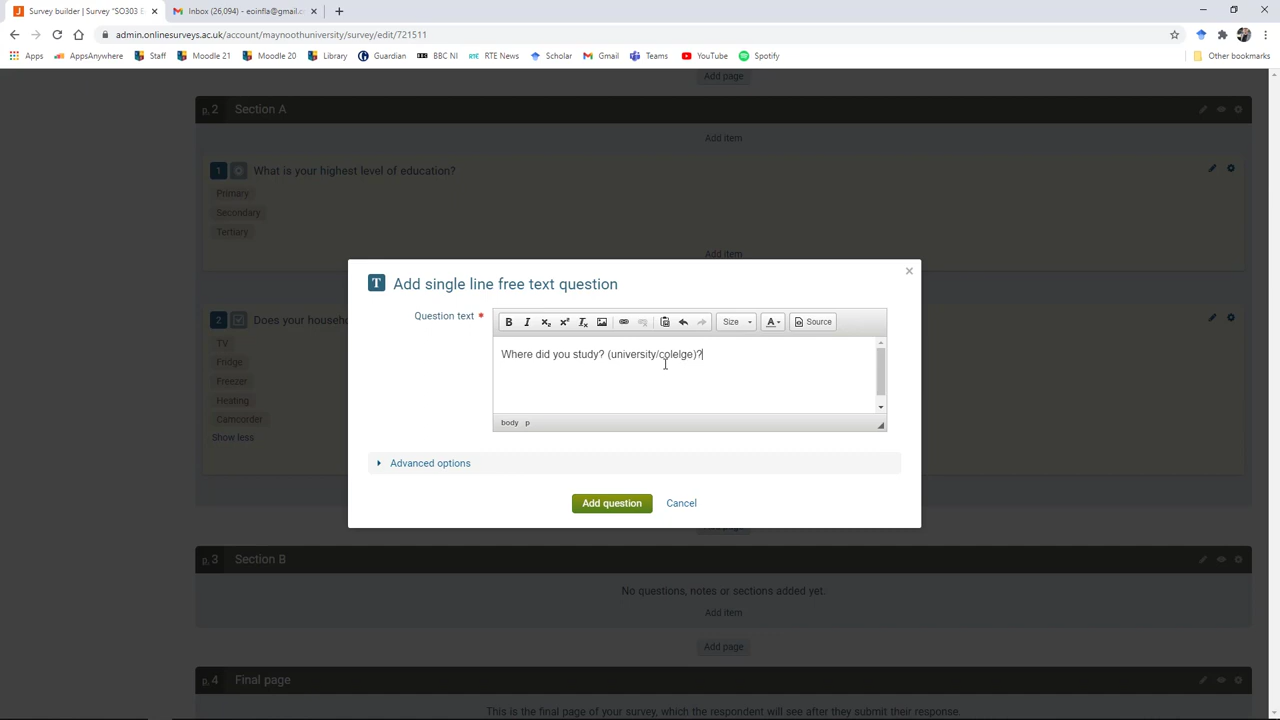 Survey builder | Survey "SO303 E
Inbox (26,094) - eoinfla@gmail.c
admin.onlinesurveys.ac.uk/account/maynoothuniversity/survey/edit/721511
Apps AppsAnywhere Staff Moodle 21 Moodle 20 Library Guardian BBC NI RTE News Scholar Gmail Teams YouTube Spotify Other bookmarks
Add page
p. 2 Section A
Add item
1 What is your highest level of education?
Primary
Secondary
Tertiary
Add item
T Add single line free text question
Question text *
B I x₂ x² Tx Size A Source
Where did you study? (university/colelge)?
body p
Advanced options
Add question Cancel
2 Does your househo
TV
Fridge
Freezer
Heating
Camcorder
Show less
p. 3 Section B
No questions, notes or sections added yet.
Add item
Add page
p. 4 Final page
This is the final page of your survey, which the respondent will see after they submit their response.